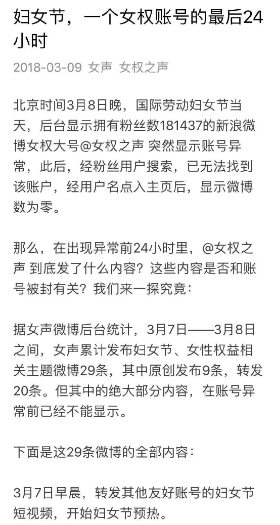 妇女节，一个女权账号的最后24
小时
2018-03-09 女声 女权之声
北京时间3月8日晚，国际劳动妇女节当
天，后台显示拥有粉丝数181437的新浪微
博女权大号@女权之声 突然显示账号异
常，此后，经粉丝用户搜索，已无法找到
该账户，经用户名点入主页后，显示微博
数为零。
那么，在出现异常前24小时里，@女权之
声 到底发了什么内容？这些内容是否和账
号被封有关？我们来一探究竟：
据女声微博后台统计，3月7日——3月8日
之间，女声累计发布妇女节、女性权益相
关主题微博29条，其中原创发布9条，转发
20条。但其中的绝大部分内容，在账号异
常前已经不能显示。
下面是这29条微博的全部内容：
3月7日早晨，转发其他友好账号的妇女节
短视频，开始妇女节预热。